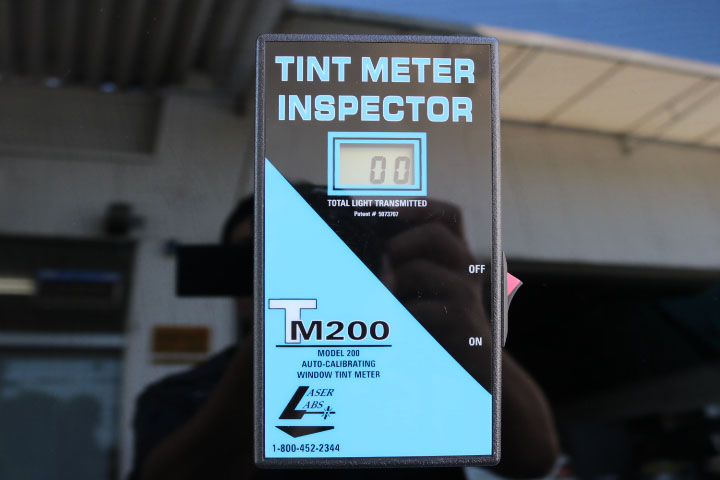 TINT METER
INSPECTOR
00
TOTAL LIGHT TRANSMITTED
Patent # 5073707
OFF
ON
TM200
MODEL 200
AUTO-CALIBRATING
WINDOW TINT METER
LASER
LABS
1-800-452-2344